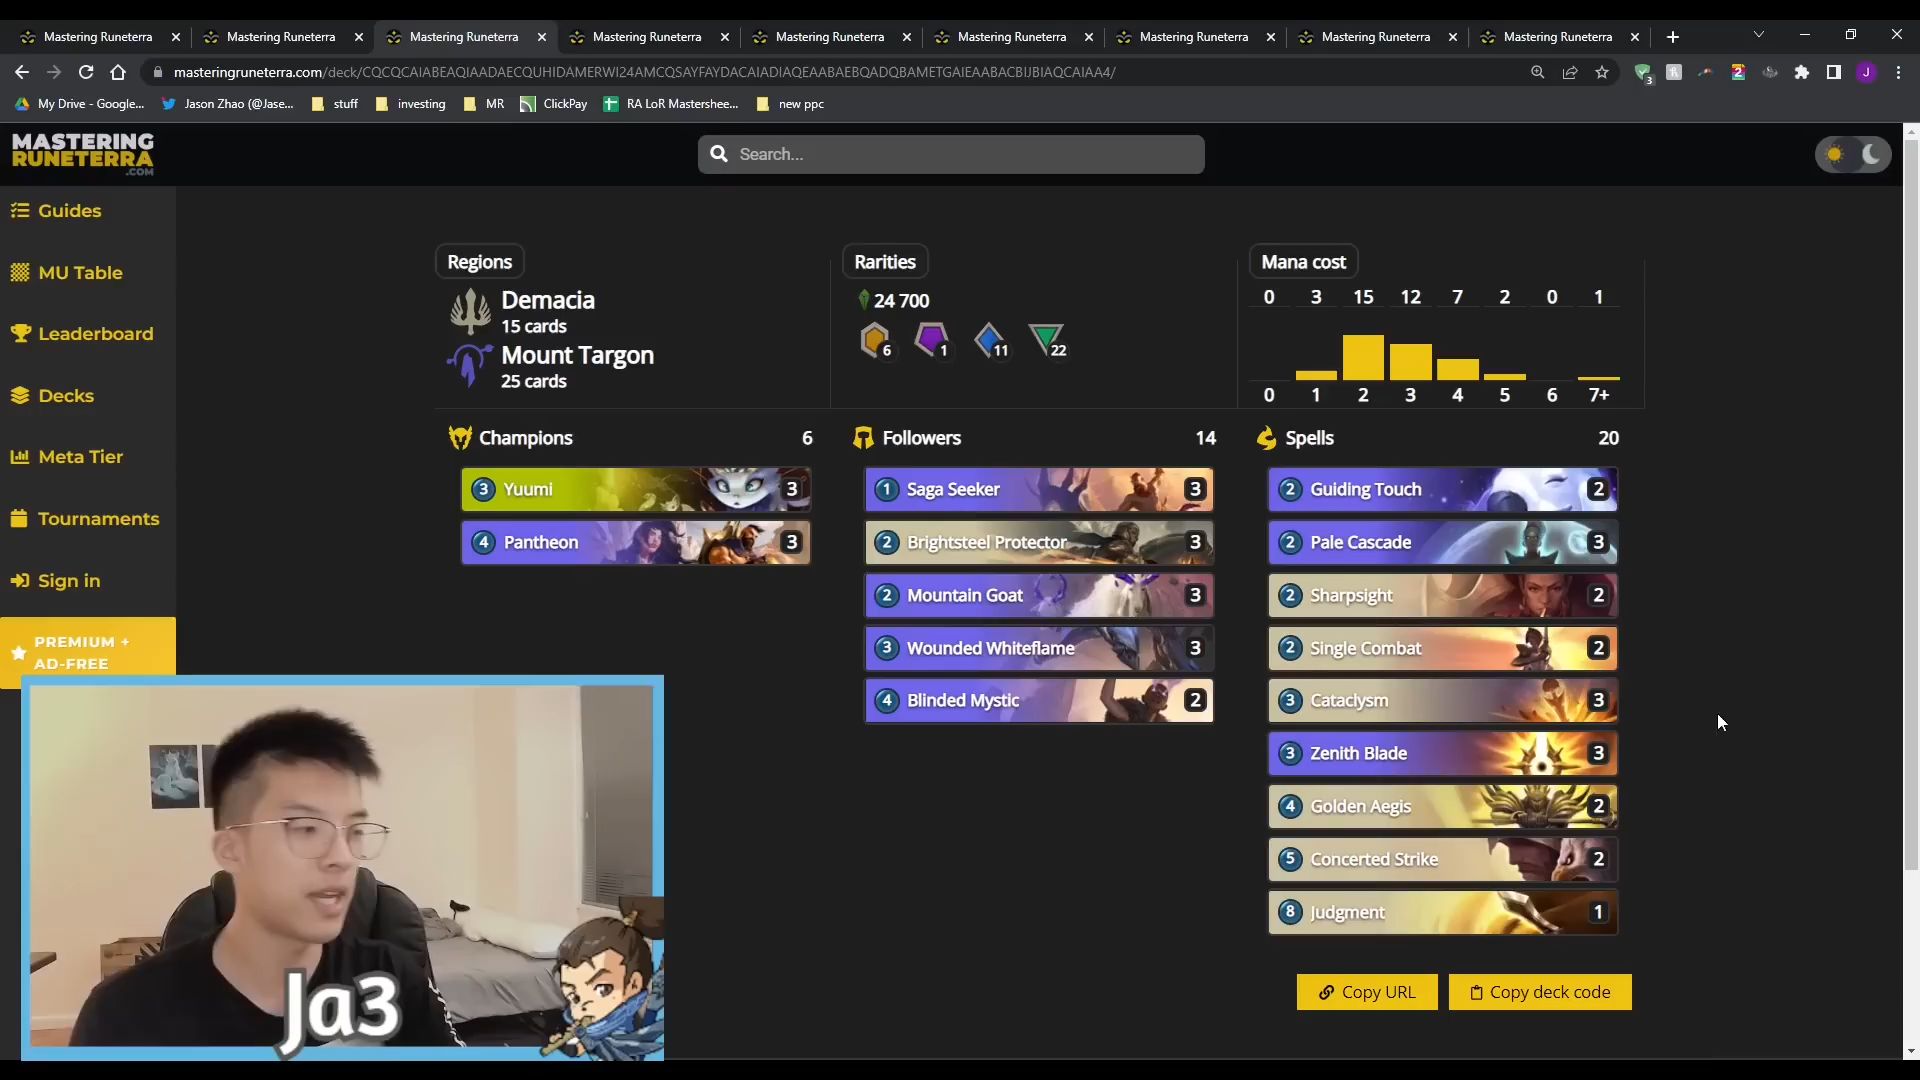 Mastering Runeterra
Mastering Runeterra
Mastering Runeterra
Mastering Runeterra
Mastering Runeterra
Mastering Runeterra
Mastering Runeterra
Mastering Runeterra
Mastering Runeterra
masteringruneterra.com/deck/CQCQCAIABEAQIAADAECQUHIDAMERWI24AMCQSAYFAYDACAIADIAQEAABAEBQADQBAMETGAIEAABACBIJBIAQCAIAA4/
3
2
J
My Drive - Google...
Jason Zhao (@Jase...
stuff
investing
MR
ClickPay
RA LoR Mastershee...
new ppc
MASTERING
RUNETERRA
.COM
Search...
Guides
MU Table
Leaderboard
Decks
Meta Tier
Tournaments
Sign in
PREMIUM +
AD-FREE
Regions
Demacia
15 cards
Mount Targon
25 cards
Rarities
24 700
6 1 11 22
Mana cost
0 3 15 12 7 2 0 1
0 1 2 3 4 5 6 7+
Champions 6
3 Yuumi 3
4 Pantheon 3
Followers 14
1 Saga Seeker 3
2 Brightsteel Protector 3
2 Mountain Goat 3
3 Wounded Whiteflame 3
4 Blinded Mystic 2
Spells 20
2 Guiding Touch 2
2 Pale Cascade 3
2 Sharpsight 2
2 Single Combat 2
3 Cataclysm 3
3 Zenith Blade 3
4 Golden Aegis 2
5 Concerted Strike 2
8 Judgment 1
Copy URL
Copy deck code
Ja3